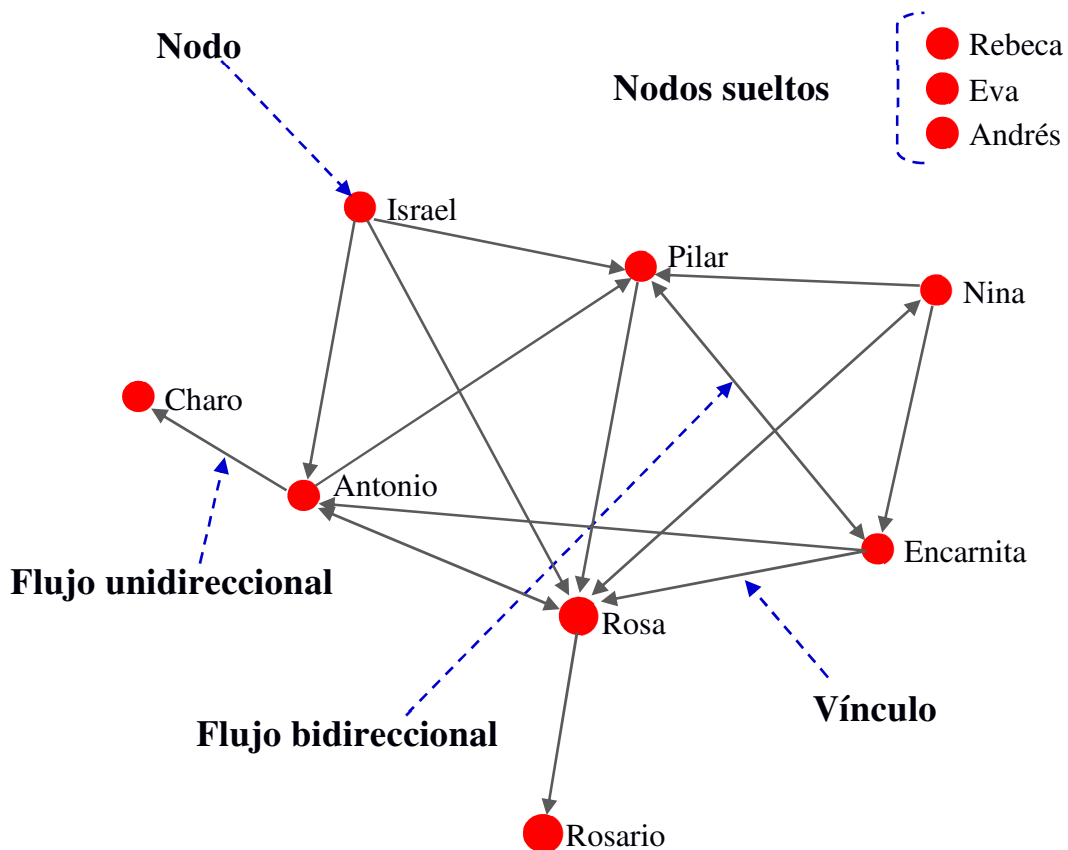 Nodo
Rebeca
Nodos sueltos
Eva
Andrés
Israel
Pilar
Nina
Charo
Antonio
Encarnita
Flujo unidireccional
Rosa
Vínculo
Flujo bidireccional
Rosario